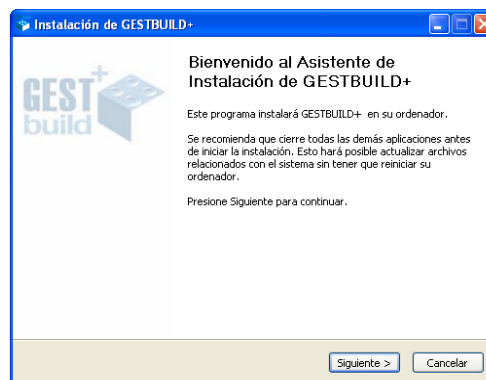 Instalación de GESTBUILD+
GEST+
build
Bienvenido al Asistente de
Instalación de GESTBUILD+
Este programa instalará GESTBUILD+ en su ordenador.
Se recomienda que cierre todas las demás aplicaciones antes
de iniciar la instalación. Esto hará posible actualizar archivos
relacionados con el sistema sin tener que reiniciar su
ordenador.
Presione Siguiente para continuar.
Siguiente >
Cancelar